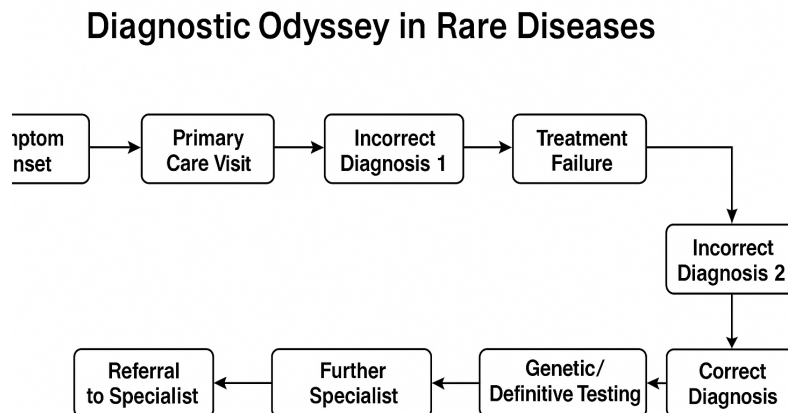 Diagnostic Odyssey in Rare Diseases
Primary
Care Visit
Incorrect
Diagnosis 1
Treatment
Failure
Incorrect
Diagnosis 2
Correct
Diagnosis
Genetic/
Definitive Testing
Further
Specialist
Referral
to Specialist